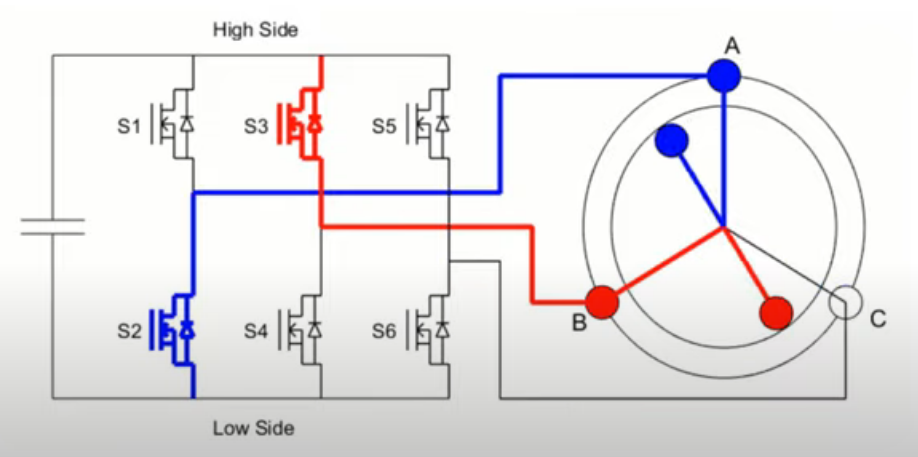 High Side
A
S1
S3
S5
S2
S4
S6
B
C
Low Side